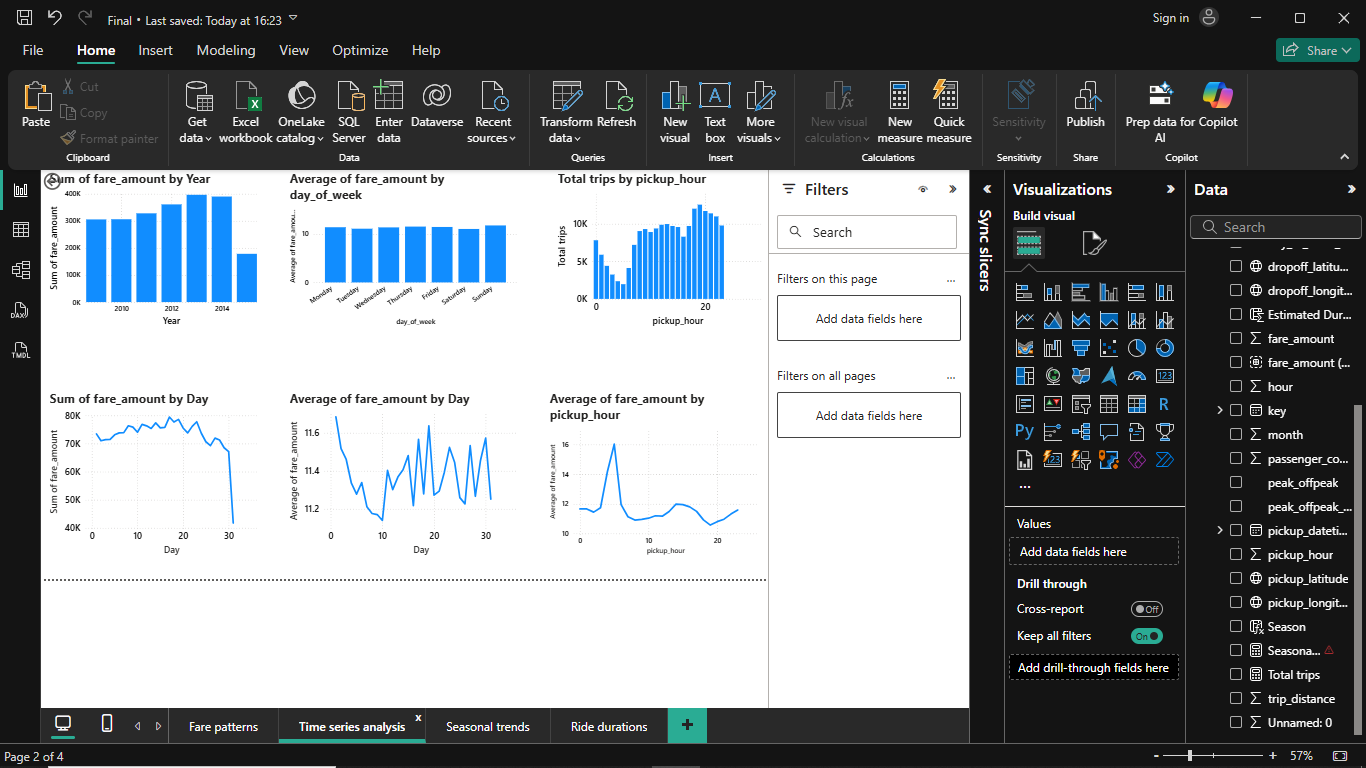 Final • Last saved: Today at 16:23
Sign in
File Home Insert Modeling View Optimize Help
Share
Paste
Cut
Copy
Format painter
Clipboard
Get data
Excel workbook
OneLake catalog
SQL Server
Enter data
Dataverse
Recent sources
Data
Transform data
Refresh
Queries
New visual
Text box
More visuals
Insert
New visual calculation
New measure
Quick measure
Calculations
Sensitivity
Sensitivity
Publish
Share
Prep data for AI
Copilot
Copilot
DAX
TMDL
Sum of fare_amount by Year
Sum of fare_amount
400K
300K
200K
100K
0K
2010 2012 2014
Year
Average of fare_amount by
day_of_week
Average of fare_amou...
10
0
Monday Tuesday Wednesday Thursday Friday Saturday Sunday
day_of_week
Total trips by pickup_hour
Total trips
10K
5K
0K
0 20
pickup_hour
Sum of fare_amount by Day
Sum of fare_amount
80K
70K
60K
50K
40K
0 10 20 30
Day
Average of fare_amount by Day
Average of fare_amount
11.6
11.4
11.2
0 10 20 30
Day
Average of fare_amount by
pickup_hour
Average of fare_amount
16
14
12
10
0 10 20
pickup_hour
Filters
Search
Filters on this page ...
Add data fields here
Filters on all pages ...
Add data fields here
Sync slicers
Visualizations
Build visual
123
R
Py
123
...
Values
Add data fields here
Drill through
Cross-report Off
Keep all filters On
Add drill-through fields here
Data
Search
dropoff_latitu...
dropoff_longit...
Estimated Dur...
fare_amount
fare_amount (...
hour
key
month
passenger_co...
peak_offpeak
peak_offpeak_...
pickup_dateti...
pickup_hour
pickup_latitude
pickup_longit...
Season
Seasona...
Total trips
trip_distance
Unnamed: 0
Fare patterns
Time series analysis x
Seasonal trends
Ride durations
+
Page 2 of 4
- + 57%